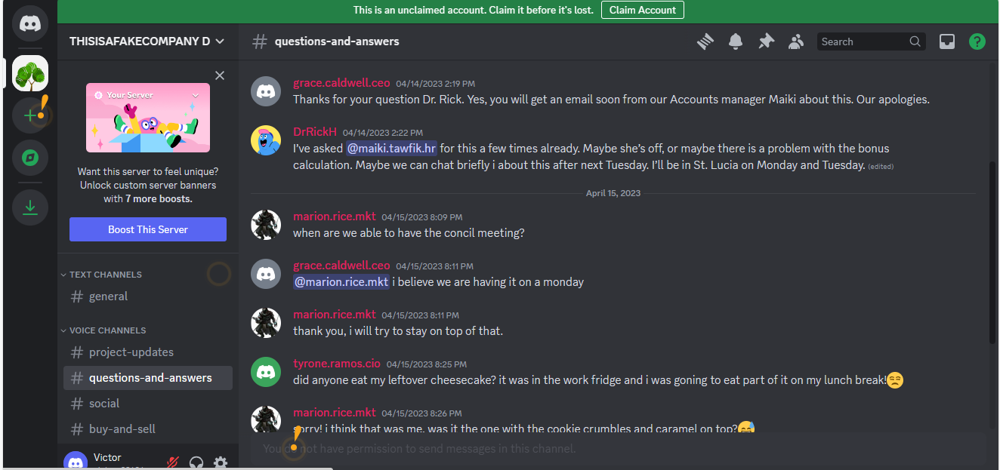 This is an unclaimed account. Claim it before it's lost. Claim Account
THISISAFAKECOMPANY D
# questions-and-answers
Search
?
Your Server
Want this server to feel unique?
Unlock custom server banners
with 7 more boosts.
Boost This Server
TEXT CHANNELS
# general
VOICE CHANNELS
# project-updates
# questions-and-answers
# social
# buy-and-sell
Victor
grace.caldwell.ceo 04/14/2023 2:19 PM
Thanks for your question Dr. Rick. Yes, you will get an email soon from our Accounts manager Maiki about this. Our apologies.
DrRickH 04/14/2023 2:22 PM
I've asked @maiki.tawfik.hr for this a few times already. Maybe she's off, or maybe there is a problem with the bonus
calculation. Maybe we can chat briefly i about this after next Tuesday. I'll be in St. Lucia on Monday and Tuesday. (edited)
April 15, 2023
marion.rice.mkt 04/15/2023 8:09 PM
when are we able to have the concil meeting?
grace.caldwell.ceo 04/15/2023 8:11 PM
@marion.rice.mkt i believe we are having it on a monday
marion.rice.mkt 04/15/2023 8:11 PM
thank you, i will try to stay on top of that.
tyrone.ramos.cio 04/15/2023 8:25 PM
did anyone eat my leftover cheesecake? it was in the work fridge and i was goning to eat part of it on my lunch break!😒
marion.rice.mkt 04/15/2023 8:26 PM
sorry! i think that was me. was it the one with the cookie crumbles and caramel on top?😅
You do not have permission to send messages in this channel.